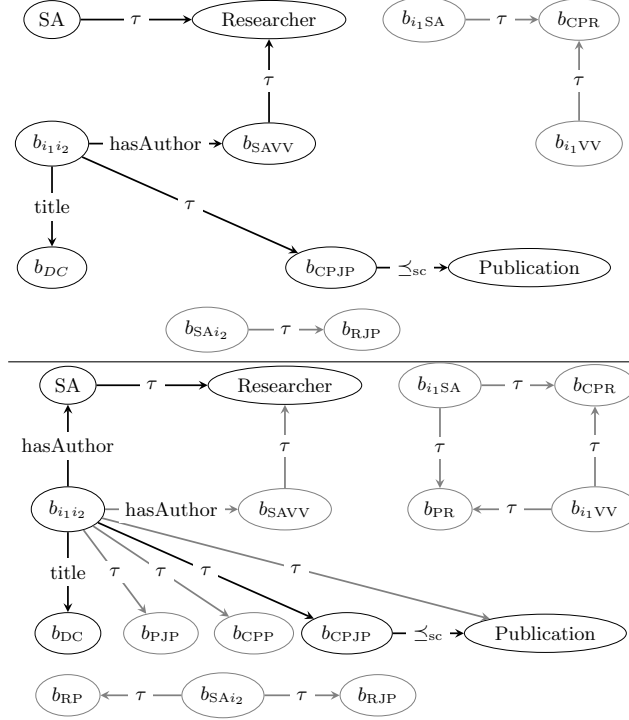 SA τ Researcher b_{i_1SA} τ b_{CPR}
τ τ
b_{i_1i_2} hasAuthor b_{SAVV} b_{i_1VV}
title τ
b_{DC} b_{CPJP} ⪯_{sc} Publication
b_{SAi_2} τ b_{RJP}
SA τ Researcher b_{i_1SA} τ b_{CPR}
hasAuthor τ τ τ
b_{i_1i_2} hasAuthor b_{SAVV} b_{PR} τ b_{i_1VV}
title τ τ τ τ
b_{DC} b_{PJP} b_{CPP} b_{CPJP} ⪯_{sc} Publication
b_{RP} τ b_{SAi_2} τ b_{RJP}